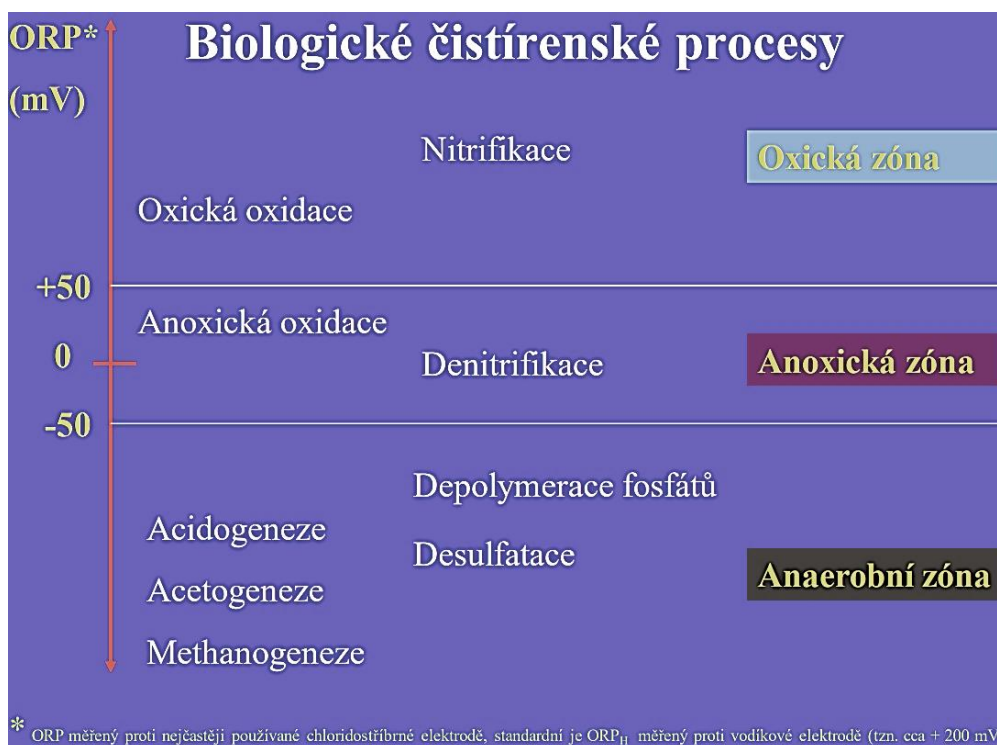 ORP*
(mV)
Biologické čistírenské procesy
Nitrifikace
Oxická zóna
Oxická oxidace
+50
Anoxická oxidace
0
Denitrifikace
Anoxická zóna
-50
Depolymerace fosfátů
Acidogeneze
Desulfatace
Anaerobní zóna
Acetogeneze
Methanogeneze
* ORP měřený proti nejčastěji používané chloridostříbrné elektrodě, standardní je ORPH měřený proti vodíkové elektrodě (tzn. cca + 200 mV